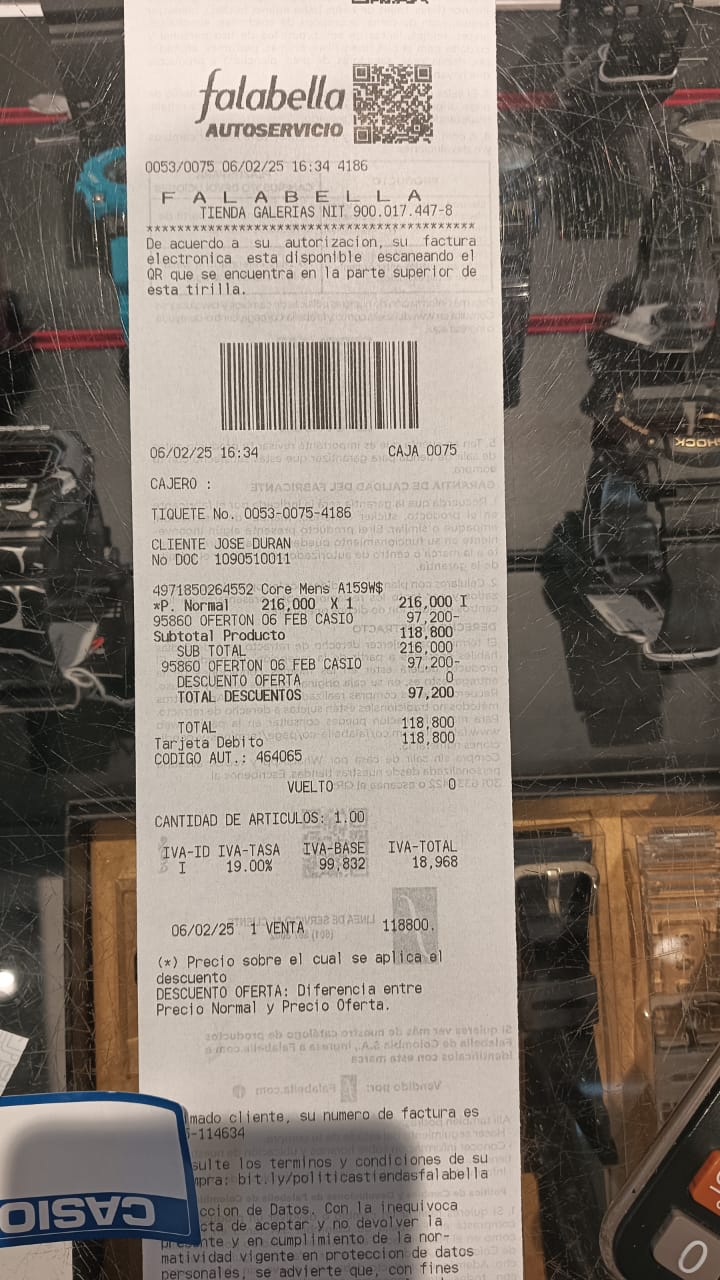 falabella
AUTOSERVICIO
0053/0075 06/02/25 16:34 4186
F A L A B E L L A
TIENDA GALERIAS NIT 900.017.447-8
******************************************
De acuerdo a su autorizacion, su factura
electronica esta disponible escaneando el
QR que se encuentra en la parte superior de
esta tirilla.
06/02/25 16:34 CAJA 0075
CAJERO :
TIQUETE No. 0053-0075-4186
CLIENTE JOSE DURAN
No DOC 1090510011
4971850264552 Core Mens A159W$
*P. Normal 216,000 X 1 216,000 I
95860 OFERTON 06 FEB CASIO 97,200-
Subtotal Producto 118,800
SUB TOTAL 216,000
95860 OFERTON 06 FEB CASIO 97,200-
DESCUENTO OFERTA 0
TOTAL DESCUENTOS 97,200
TOTAL 118,800
Tarjeta Debito 118,800
CODIGO AUT.: 464065
VUELTO 0
CANTIDAD DE ARTICULOS: 1.00
IVA-ID IVA-TASA IVA-BASE IVA-TOTAL
I 19.00% 99,832 18,968
06/02/25 1 VENTA 118800.
(*) Precio sobre el cual se aplica el
descuento
DESCUENTO OFERTA: Diferencia entre
Precio Normal y Precio Oferta.
mado cliente, su numero de factura es
-114634
sulte los terminos y condiciones de su
mpra: bit.ly/politicastiendasfalabella
ccion de Datos. Con la inequivoca
cta de aceptar y no devolver la
presente y en cumplimiento de la nor-
matividad vigente en proteccion de datos
personales, se advierte que, con fines
CASIO